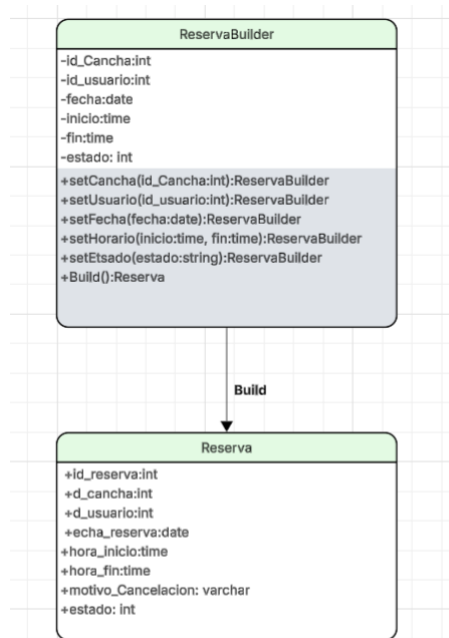 ReservaBuilder
-id_Cancha:int
-id_usuario:int
-fecha:date
-inicio:time
-fin:time
-estado: int
+setCancha(id_Cancha:int):ReservaBuilder
+setUsuario(id_usuario:int):ReservaBuilder
+setFecha(fecha:date):ReservaBuilder
+setHorario(inicio:time, fin:time):ReservaBuilder
+setEtsado(estado:string):ReservaBuilder
+Build():Reserva
Build
Reserva
+id_reserva:int
+d_cancha:int
+d_usuario:int
+echa_reserva:date
+hora_inicio:time
+hora_fin:time
+motivo_Cancelacion: varchar
+estado: int